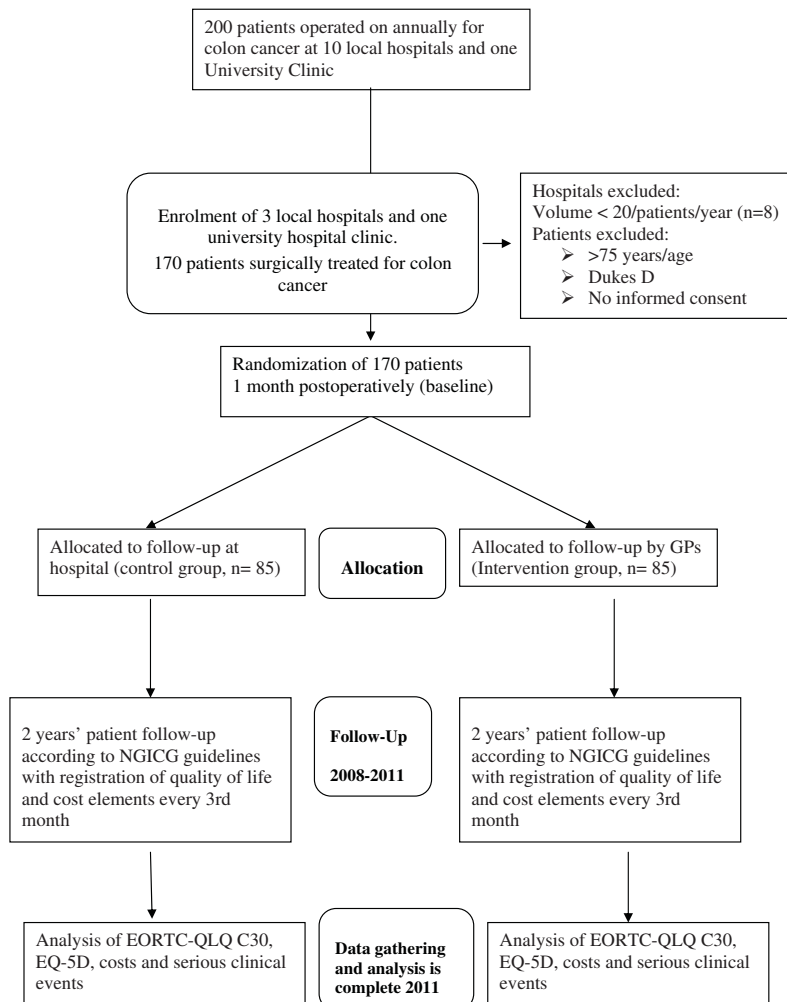 200 patients operated on annually for
colon cancer at 10 local hospitals and one
University Clinic
Enrolment of 3 local hospitals and one
university hospital clinic.
170 patients surgically treated for colon
cancer
Hospitals excluded:
Volume < 20/patients/year (n=8)
Patients excluded:
➢ >75 years/age
➢ Dukes D
➢ No informed consent
Randomization of 170 patients
1 month postoperatively (baseline)
Allocated to follow-up at
hospital (control group, n= 85)
Allocation
Allocated to follow-up by GPs
(Intervention group, n= 85)
2 years’ patient follow-up
according to NGICG guidelines
with registration of quality of life
and cost elements every 3rd
month
Follow-Up
2008-2011
2 years’ patient follow-up
according to NGICG guidelines
with registration of quality of life
and cost elements every 3rd
month
Analysis of EORTC-QLQ C30,
EQ-5D, costs and serious clinical
events
Data gathering
and analysis is
complete 2011
Analysis of EORTC-QLQ C30,
EQ-5D, costs and serious clinical
events